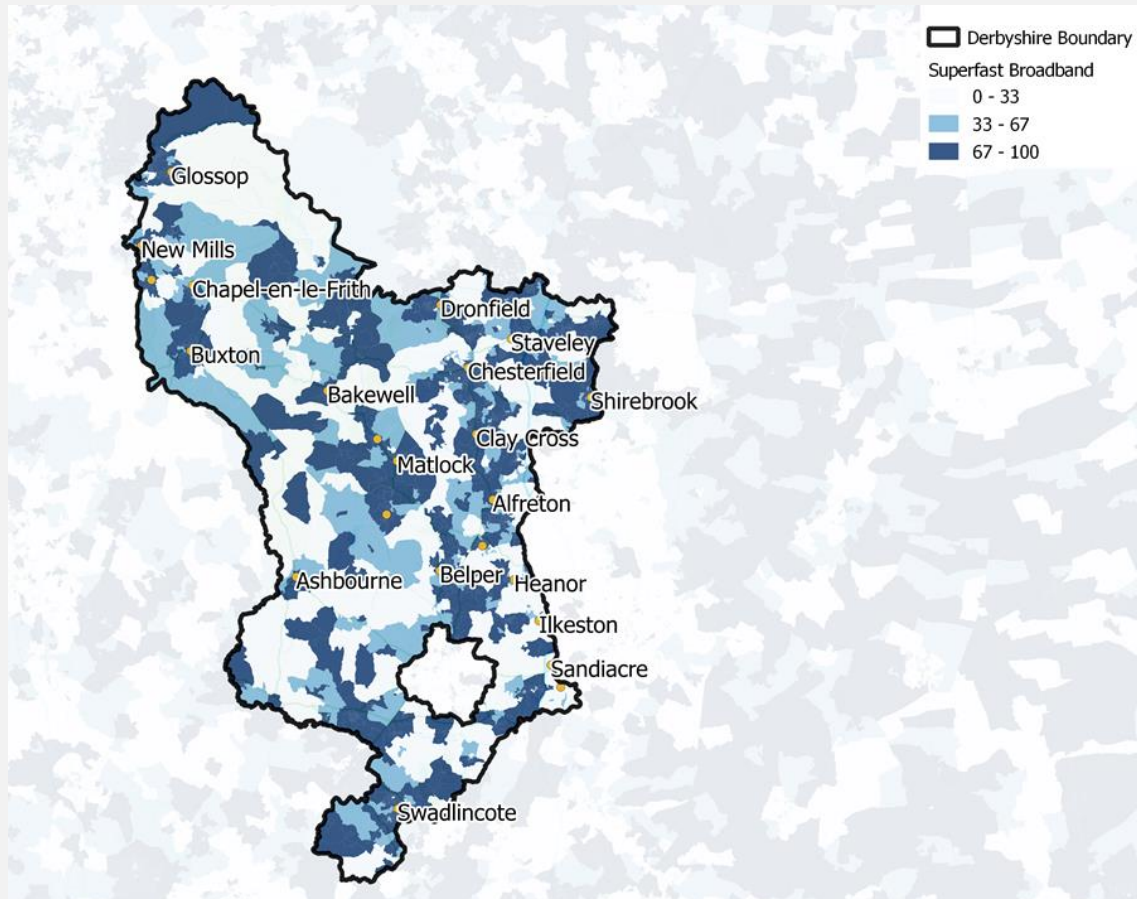 Derbyshire Boundary
Superfast Broadband
0 - 33
33 - 67
67 - 100
Glossop
New Mills
Chapel-en-le-Frith
Dronfield
Staveley
Buxton
Chesterfield
Bakewell
Shirebrook
Clay Cross
Matlock
Alfreton
Ashbourne
Belper
Heanor
Ilkeston
Sandiacre
Swadlincote